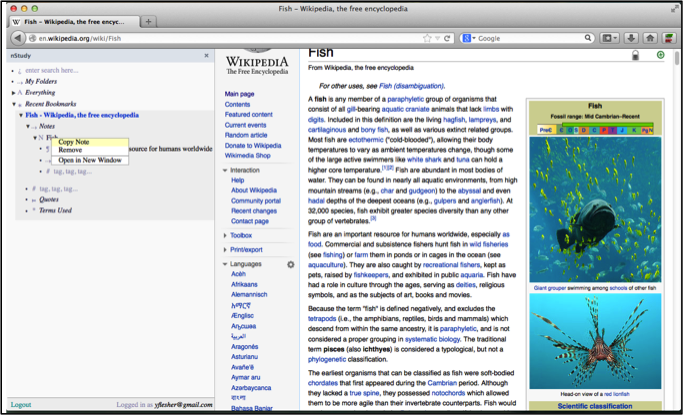 Fish – Wikipedia, the free encyclopedia
W Fish – Wikipedia, the free encyc...
en.wikipedia.org/wiki/Fish
Google
nStudy
enter search here...
My Folders
Everything
Recent Bookmarks
Fish - Wikipedia, the free encyclopedia
Notes
N Fish
Copy Note
Remove
Open in New Window
source for humans worldwide
# tag, tag, tag...
# tag, tag, tag...
Quotes
Terms Used
Logout
Logged in as yflesher@gmail.com
WIKIPEDIA
The Free Encyclopedia
Main page
Contents
Featured content
Current events
Random article
Donate to Wikipedia
Wikimedia Shop
Interaction
Help
About Wikipedia
Community portal
Recent changes
Contact page
Toolbox
Print/export
Languages
Acèh
Afrikaans
Alemannisch
አማርኛ
Ænglisc
Аҧсшәа
العربية
Aragonés
Asturianu
Avañe'ẽ
Aymar aru
Azərbaycanca
বাংলা
Bahasa Banjar
Fish
From Wikipedia, the free encyclopedia
For other uses, see Fish (disambiguation).
A fish is any member of a paraphyletic group of organisms that
consist of all gill-bearing aquatic craniate animals that lack limbs with
digits. Included in this definition are the living hagfish, lampreys, and
cartilaginous and bony fish, as well as various extinct related groups.
Most fish are ectothermic ("cold-blooded"), allowing their body
temperatures to vary as ambient temperatures change, though some
of the large active swimmers like white shark and tuna can hold a
higher core temperature.[1][2] Fish are abundant in most bodies of
water. They can be found in nearly all aquatic environments, from high
mountain streams (e.g., char and gudgeon) to the abyssal and even
hadal depths of the deepest oceans (e.g., gulpers and anglerfish). At
32,000 species, fish exhibit greater species diversity than any other
group of vertebrates.[3]
Fish are an important resource for humans worldwide, especially as
food. Commercial and subsistence fishers hunt fish in wild fisheries
(see fishing) or farm them in ponds or in cages in the ocean (see
aquaculture). They are also caught by recreational fishers, kept as
pets, raised by fishkeepers, and exhibited in public aquaria. Fish have
had a role in culture through the ages, serving as deities, religious
symbols, and as the subjects of art, books and movies.
Because the term "fish" is defined negatively, and excludes the
tetrapods (i.e., the amphibians, reptiles, birds and mammals) which
descend from within the same ancestry, it is paraphyletic, and is not
considered a proper grouping in systematic biology. The traditional
term pisces (also ichthyes) is considered a typological, but not a
phylogenetic classification.
The earliest organisms that can be classified as fish were soft-bodied
chordates that first appeared during the Cambrian period. Although
they lacked a true spine, they possessed notochords which allowed
them to be more agile than their invertebrate counterparts. Fish would
Fish
Fossil range: Mid Cambrian–Recent
PreЄ Є O S D C P T J K Pg N
Giant grouper swimming among schools of other fish
Head-on view of a red lionfish
Scientific classification